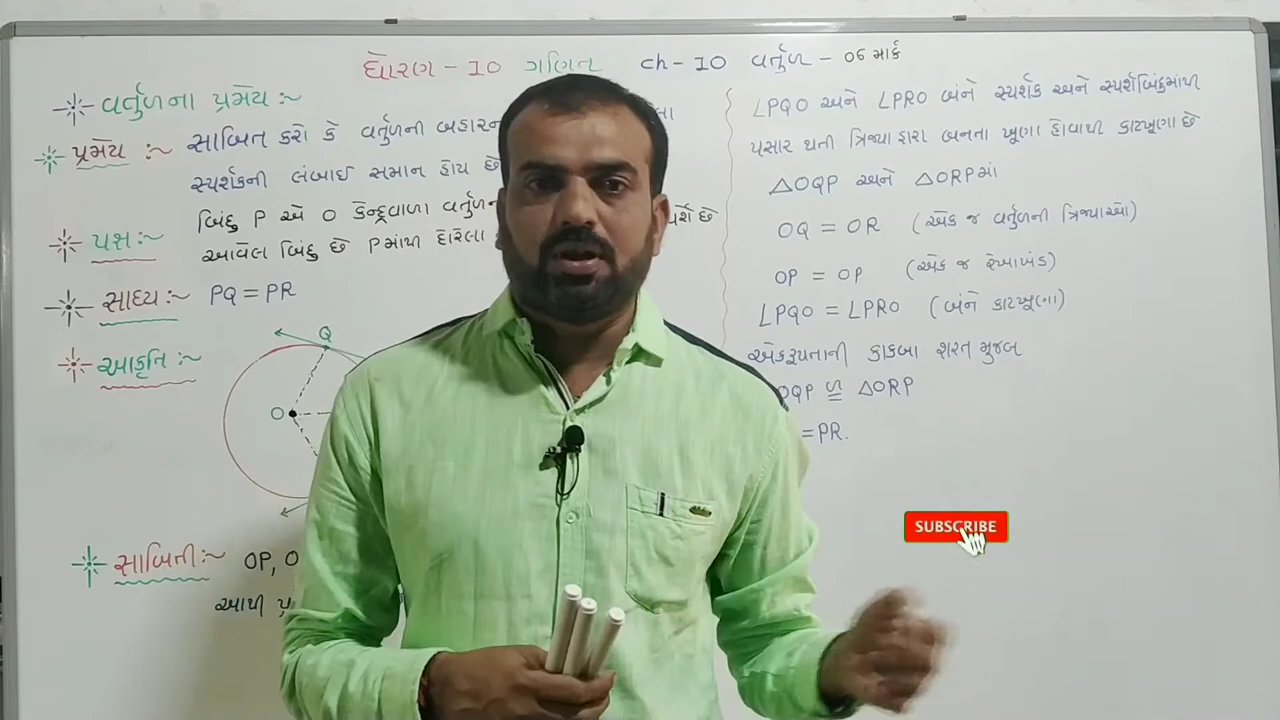 ધોરણ - 10 ગણિત ch - 10 વર્તુળ - 06 માર્ક
વર્તુળના પ્રમેય :~
પ્રમેય :~ સાબિત કરો કે વર્તુળની બહારના
સ્પર્શકની લંબાઈ સમાન હોય છે
પક્ષ :~ બિંદુ P એ O કેન્દ્રવાળા વર્તુળન
આવેલ બિંદુ છે P માંથી દોરેલા
સાધ્ય :~ PQ = PR
આકૃતિ :~
Q
O
સાબિતી :~ OP, O
આથી
∠PQO અને ∠PRO બંને સ્પર્શક અને સ્પર્શબિંદુમાંથી
પસાર થતી ત્રિજ્યા દ્વારા બનતા ખૂણા હોવાથી કાટખૂણા છે
△OQP અને △ORP માં
OQ = OR (એક જ વર્તુળની ત્રિજ્યાઓ)
OP = OP (એક જ રેખાખંડ)
∠PQO = ∠PRO (બંને કાટખૂણા)
એકરૂપતાની કાકબા શરત મુજબ
OQP ≅ △ORP
= PR.
SUBSCRIBE